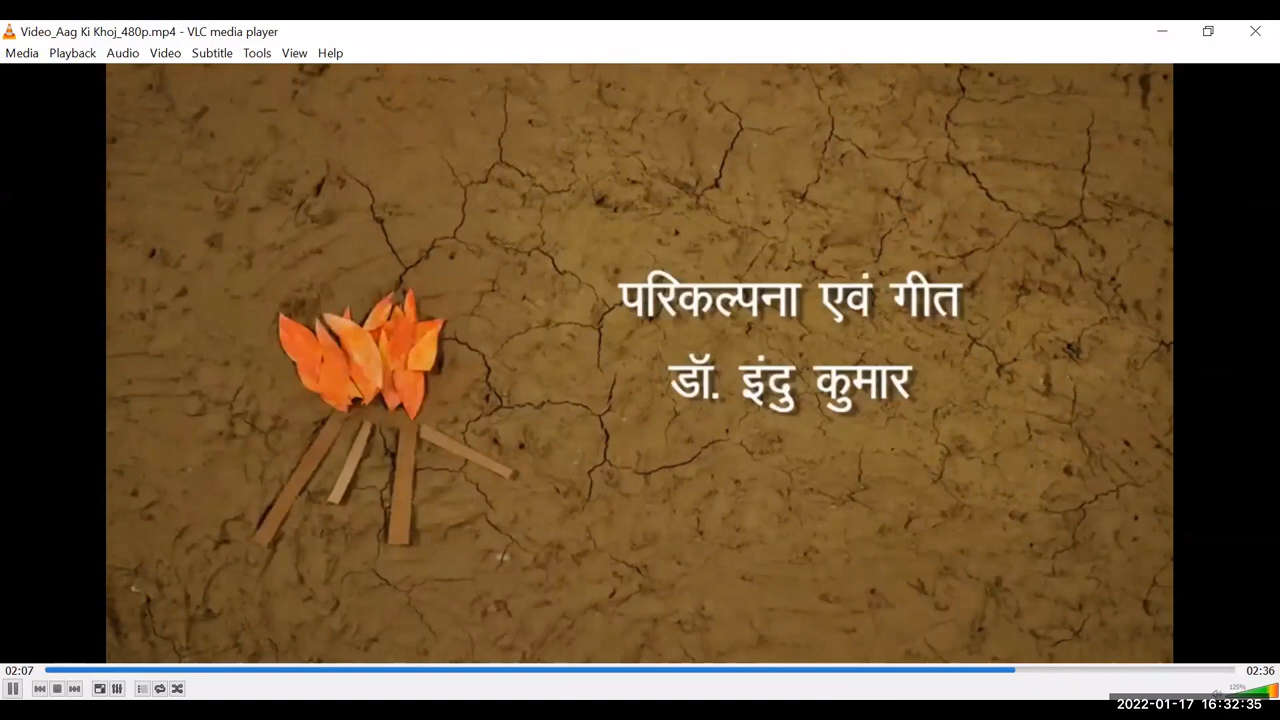 Video_Aag Ki Khoj_480p.mp4 - VLC media player
Media Playback Audio Video Subtitle Tools View Help
परिकल्पना एवं गीत
डॉ. इंदु कुमार
02:07 02:36
125%
2022-01-17 16:32:35